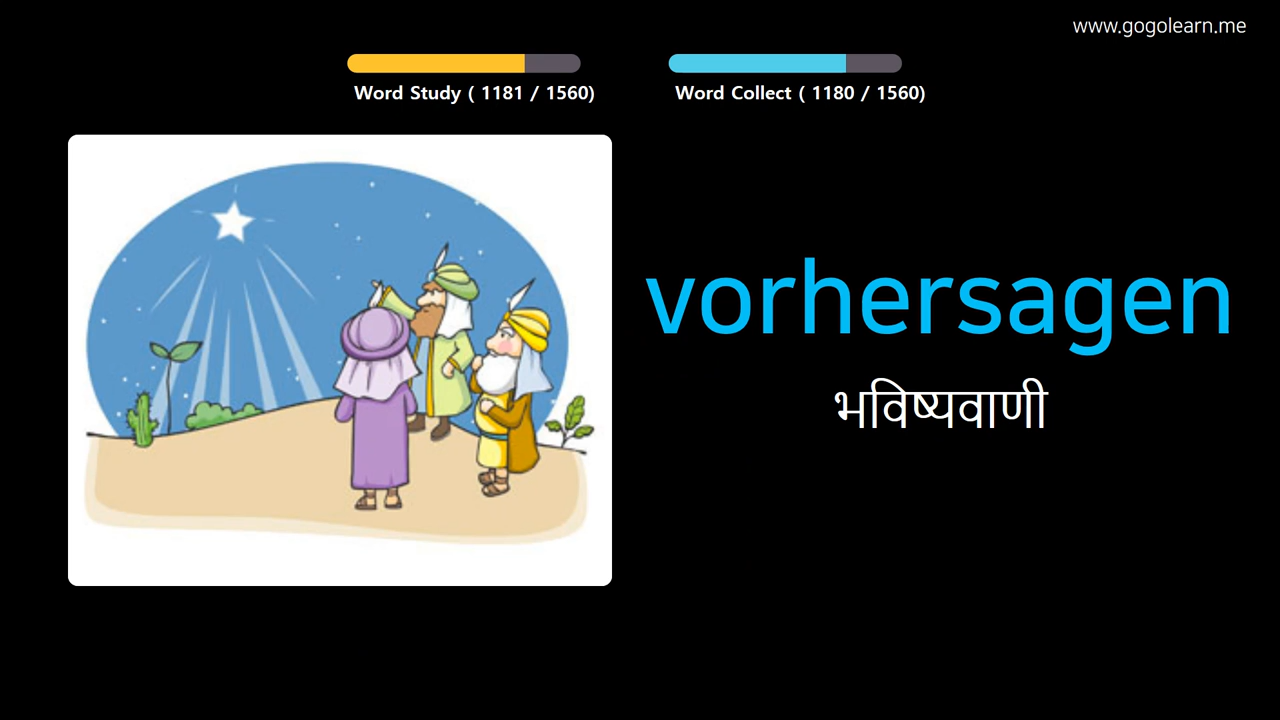 www.gogolearn.me
Word Study ( 1181 / 1560)
Word Collect ( 1180 / 1560)
vorhersagen
भविष्यवाणी